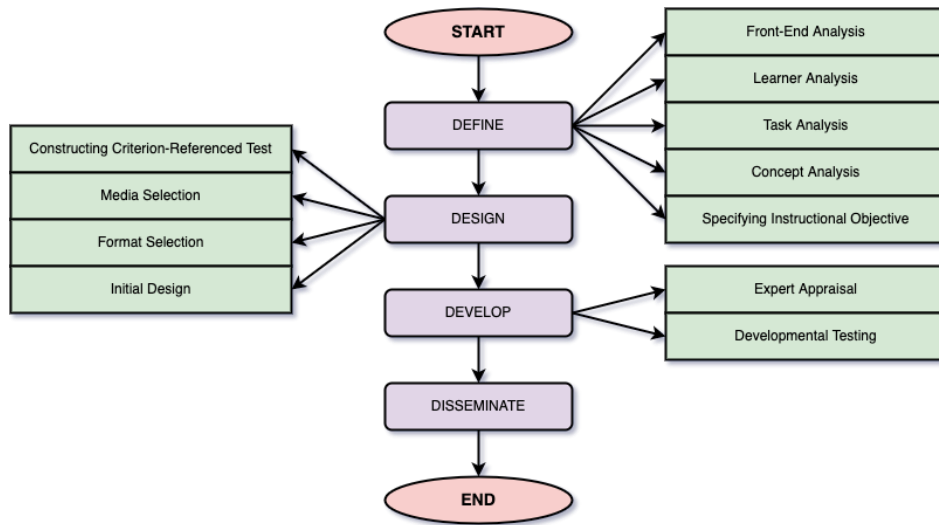 START
DEFINE
Front-End Analysis
Learner Analysis
Task Analysis
Concept Analysis
Specifying Instructional Objective
DESIGN
Constructing Criterion-Referenced Test
Media Selection
Format Selection
Initial Design
DEVELOP
Expert Appraisal
Developmental Testing
DISSEMINATE
END